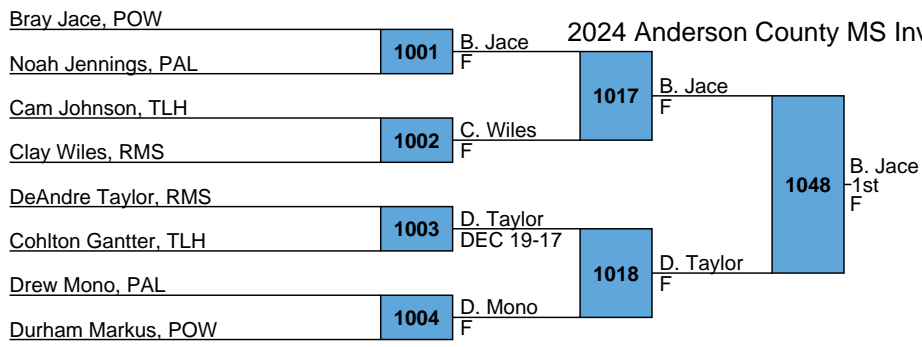 2024 Anderson County MS Inv
Bray Jace, POW
1001
B. Jace
F
Noah Jennings, PAL
1017
B. Jace
F
Cam Johnson, TLH
1002
C. Wiles
F
Clay Wiles, RMS
1048
B. Jace
1st
F
DeAndre Taylor, RMS
1003
D. Taylor
DEC 19-17
Cohlton Gantter, TLH
1018
D. Taylor
F
Drew Mono, PAL
1004
D. Mono
F
Durham Markus, POW